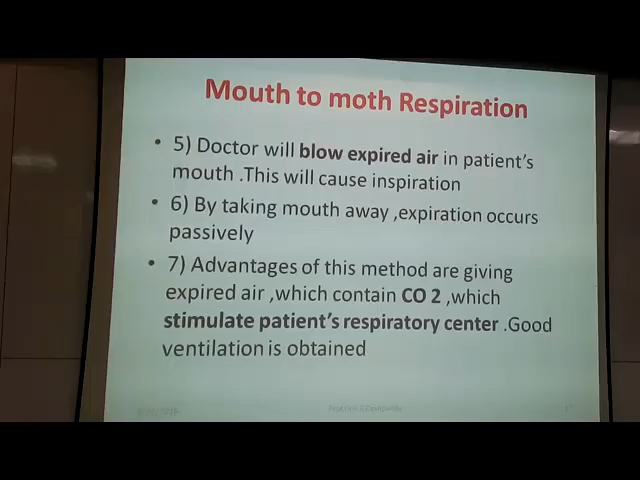 Mouth to moth Respiration
• 5) Doctor will blow expired air in patient's
mouth .This will cause inspiration
• 6) By taking mouth away ,expiration occurs
passively
• 7) Advantages of this method are giving
expired air ,which contain CO 2 ,which
stimulate patient's respiratory center .Good
ventilation is obtained